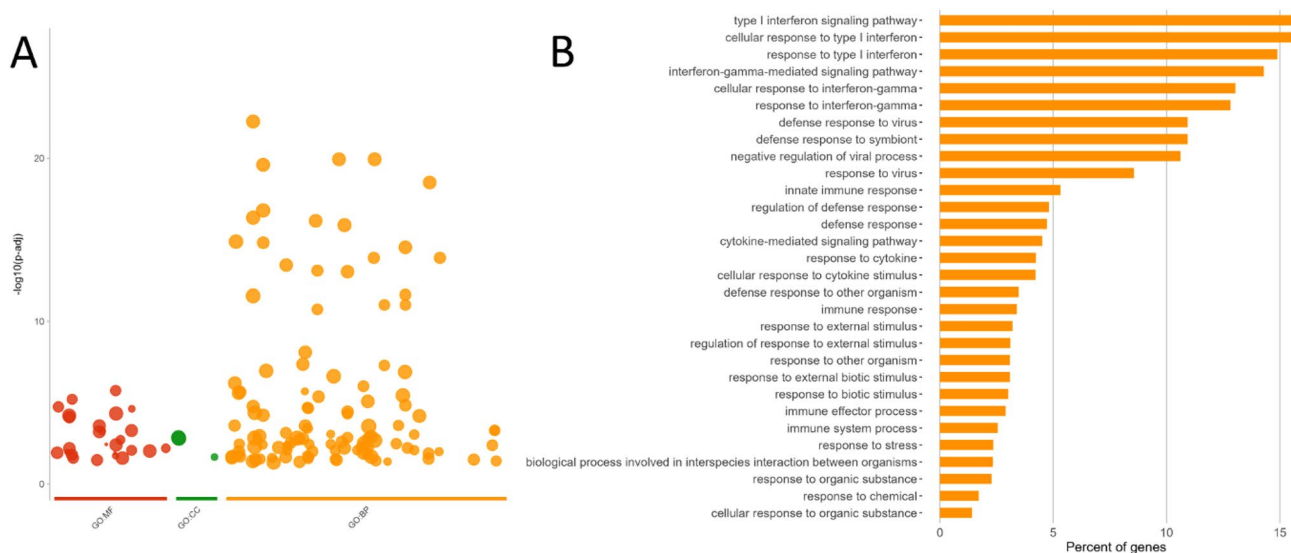 A
-log10(p-adj)
20
10
-0
GO:MF
GO:CC
GO:BP
B
type I interferon signaling pathway
cellular response to type I interferon
response to type I interferon
interferon-gamma-mediated signaling pathway
cellular response to interferon-gamma
response to interferon-gamma
defense response to virus
defense response to symbiont
negative regulation of viral process
response to virus
innate immune response
regulation of defense response
defense response
cytokine-mediated signaling pathway
response to cytokine
cellular response to cytokine stimulus
defense response to other organism
immune response
response to external stimulus
regulation of response to external stimulus
response to other organism
response to external biotic stimulus
response to biotic stimulus
immune effector process
immune system process
response to stress
biological process involved in interspecies interaction between organisms
response to organic substance
response to chemical
cellular response to organic substance
0 5 10 15
Percent of genes